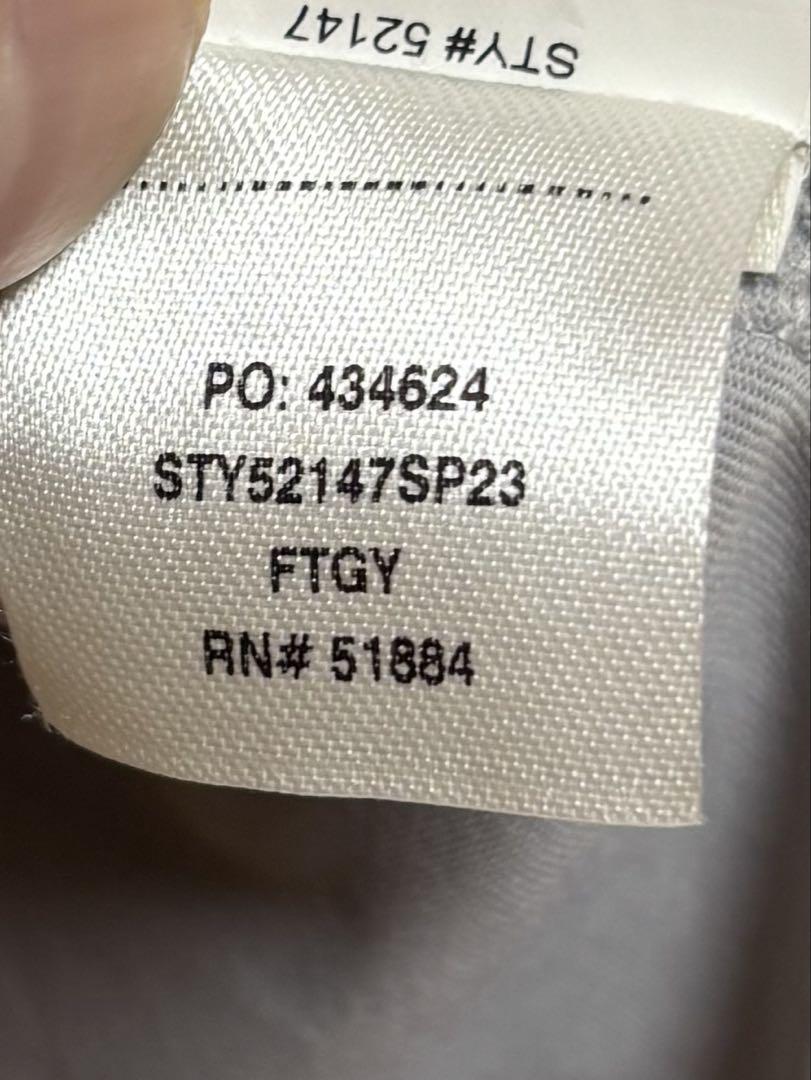 STY# 52147
PO: 434624
STY52147SP23
FTGY
RN# 51884